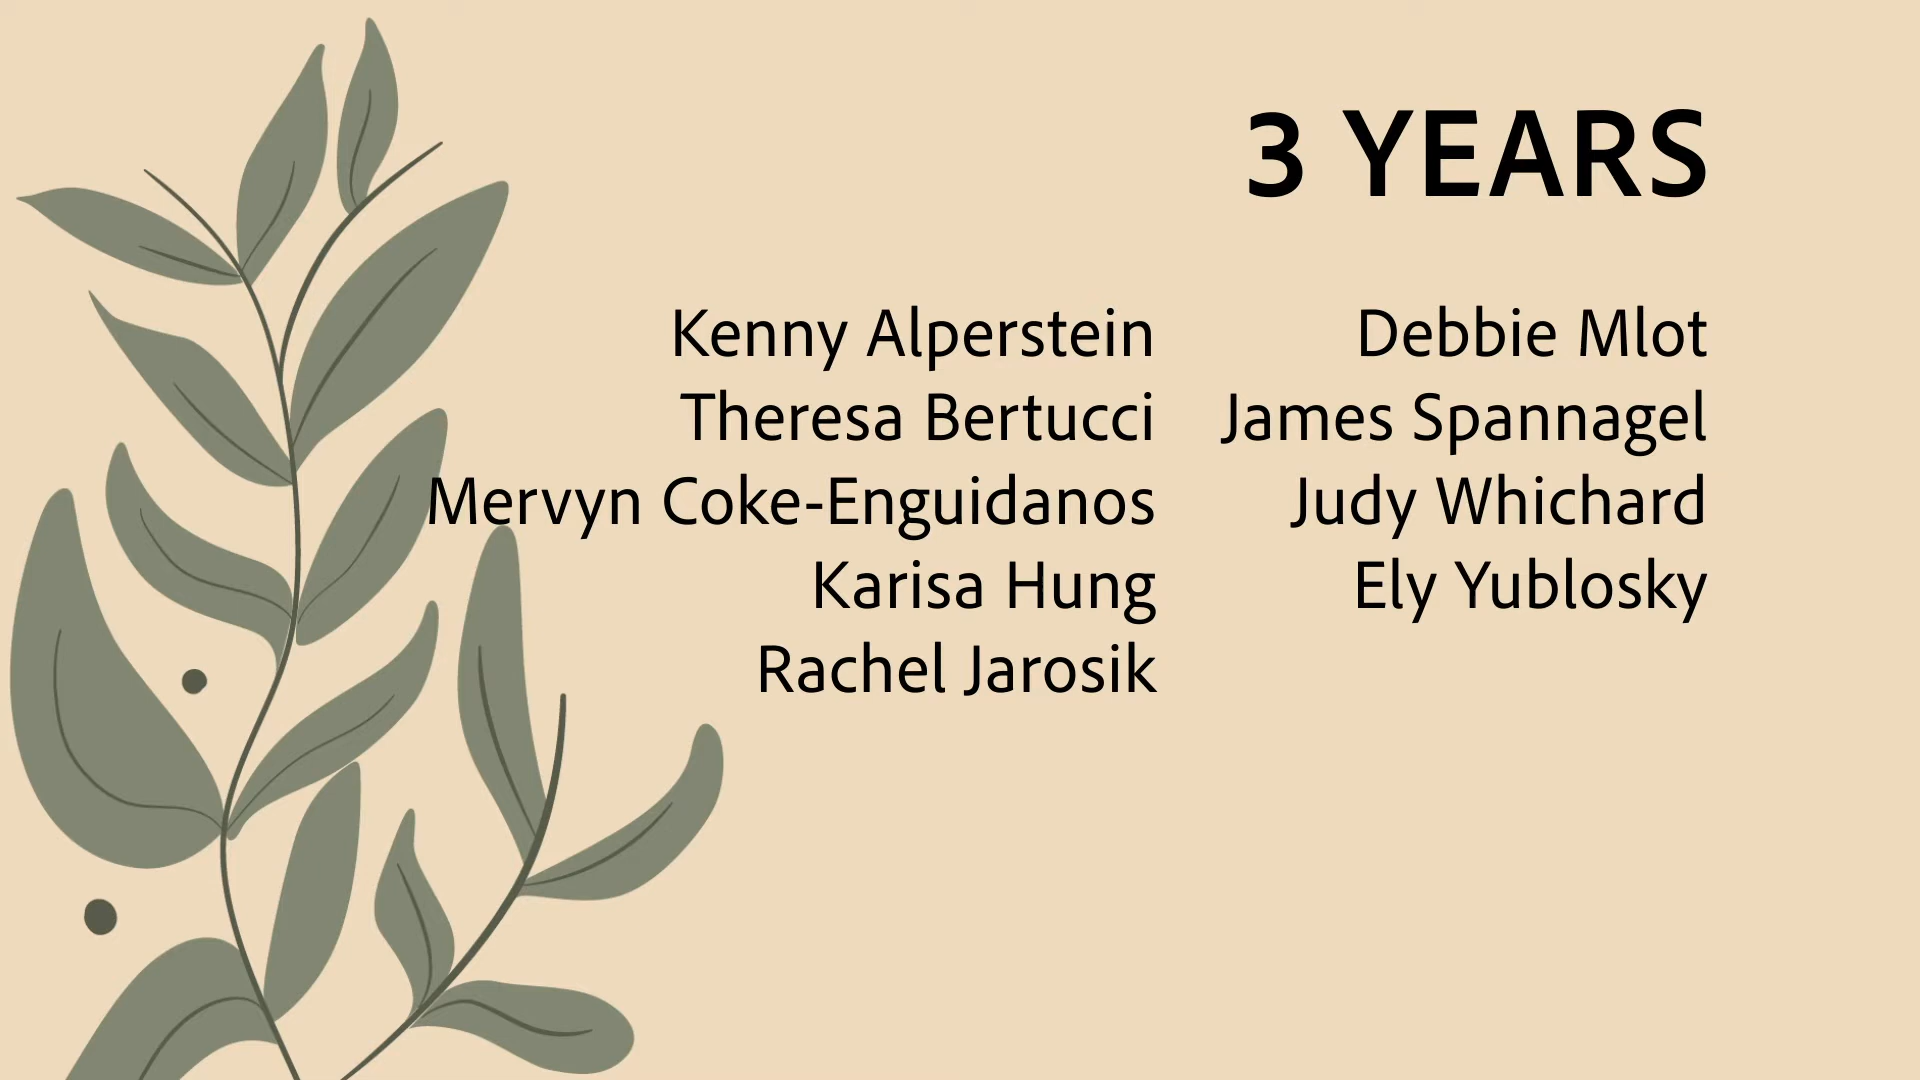 3 YEARS
Kenny Alperstein
Theresa Bertucci
Mervyn Coke-Enguidanos
Karisa Hung
Rachel Jarosik
Debbie Mlot
James Spannagel
Judy Whichard
Ely Yublosky